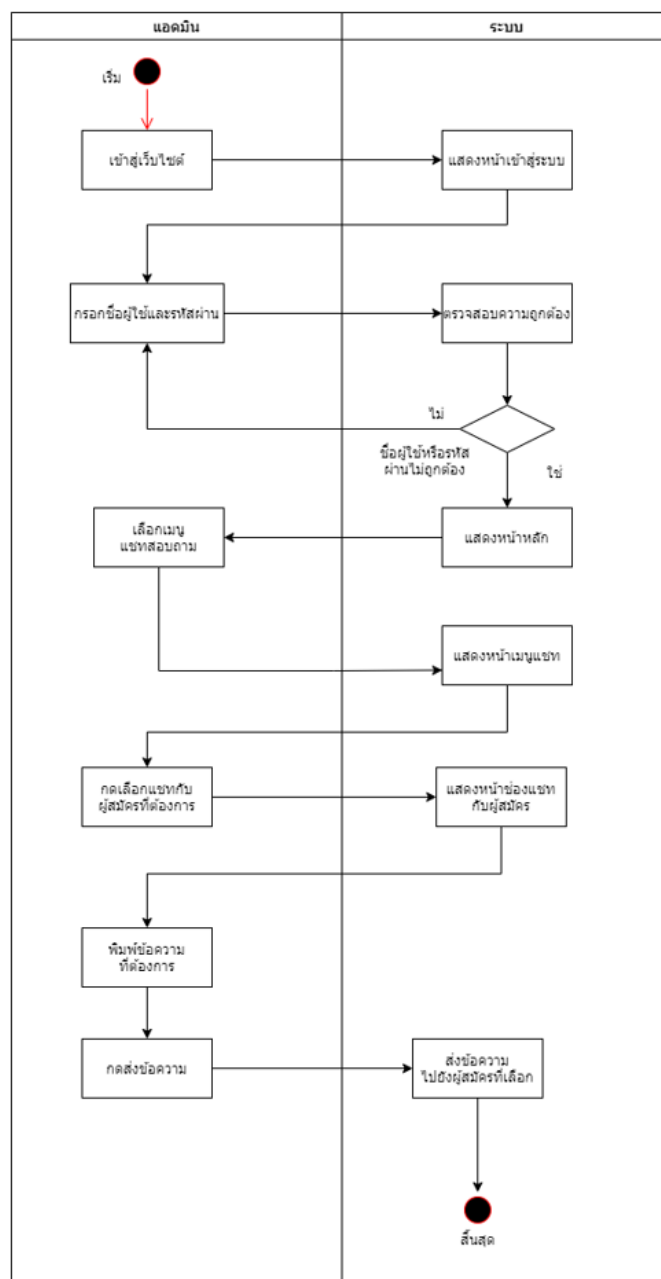 แอดมิน
ระบบ
เริ่ม
เข้าสู่เว็บไซต์
แสดงหน้าเข้าสู่ระบบ
กรอกชื่อผู้ใช้และรหัสผ่าน
ตรวจสอบความถูกต้อง
ไม่
ชื่อผู้ใช้หรือรหัส
ผ่านไม่ถูกต้อง
ใช่
แสดงหน้าหลัก
เลือกเมนู
แชทสอบถาม
แสดงหน้าเมนูแชท
กดเลือกแชทกับ
ผู้สมัครที่ต้องการ
แสดงหน้าช่องแชท
กับผู้สมัคร
พิมพ์ข้อความ
ที่ต้องการ
กดส่งข้อความ
ส่งข้อความ
ไปยังผู้สมัครที่เลือก
สิ้นสุด